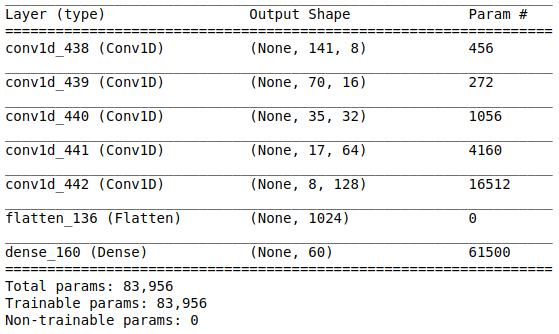 Layer (type) Output Shape Param #
conv1d_438 (Conv1D) (None, 141, 8) 456
conv1d_439 (Conv1D) (None, 70, 16) 272
conv1d_440 (Conv1D) (None, 35, 32) 1056
conv1d_441 (Conv1D) (None, 17, 64) 4160
conv1d_442 (Conv1D) (None, 8, 128) 16512
flatten_136 (Flatten) (None, 1024) 0
dense_160 (Dense) (None, 60) 61500
Total params: 83,956
Trainable params: 83,956
Non-trainable params: 0